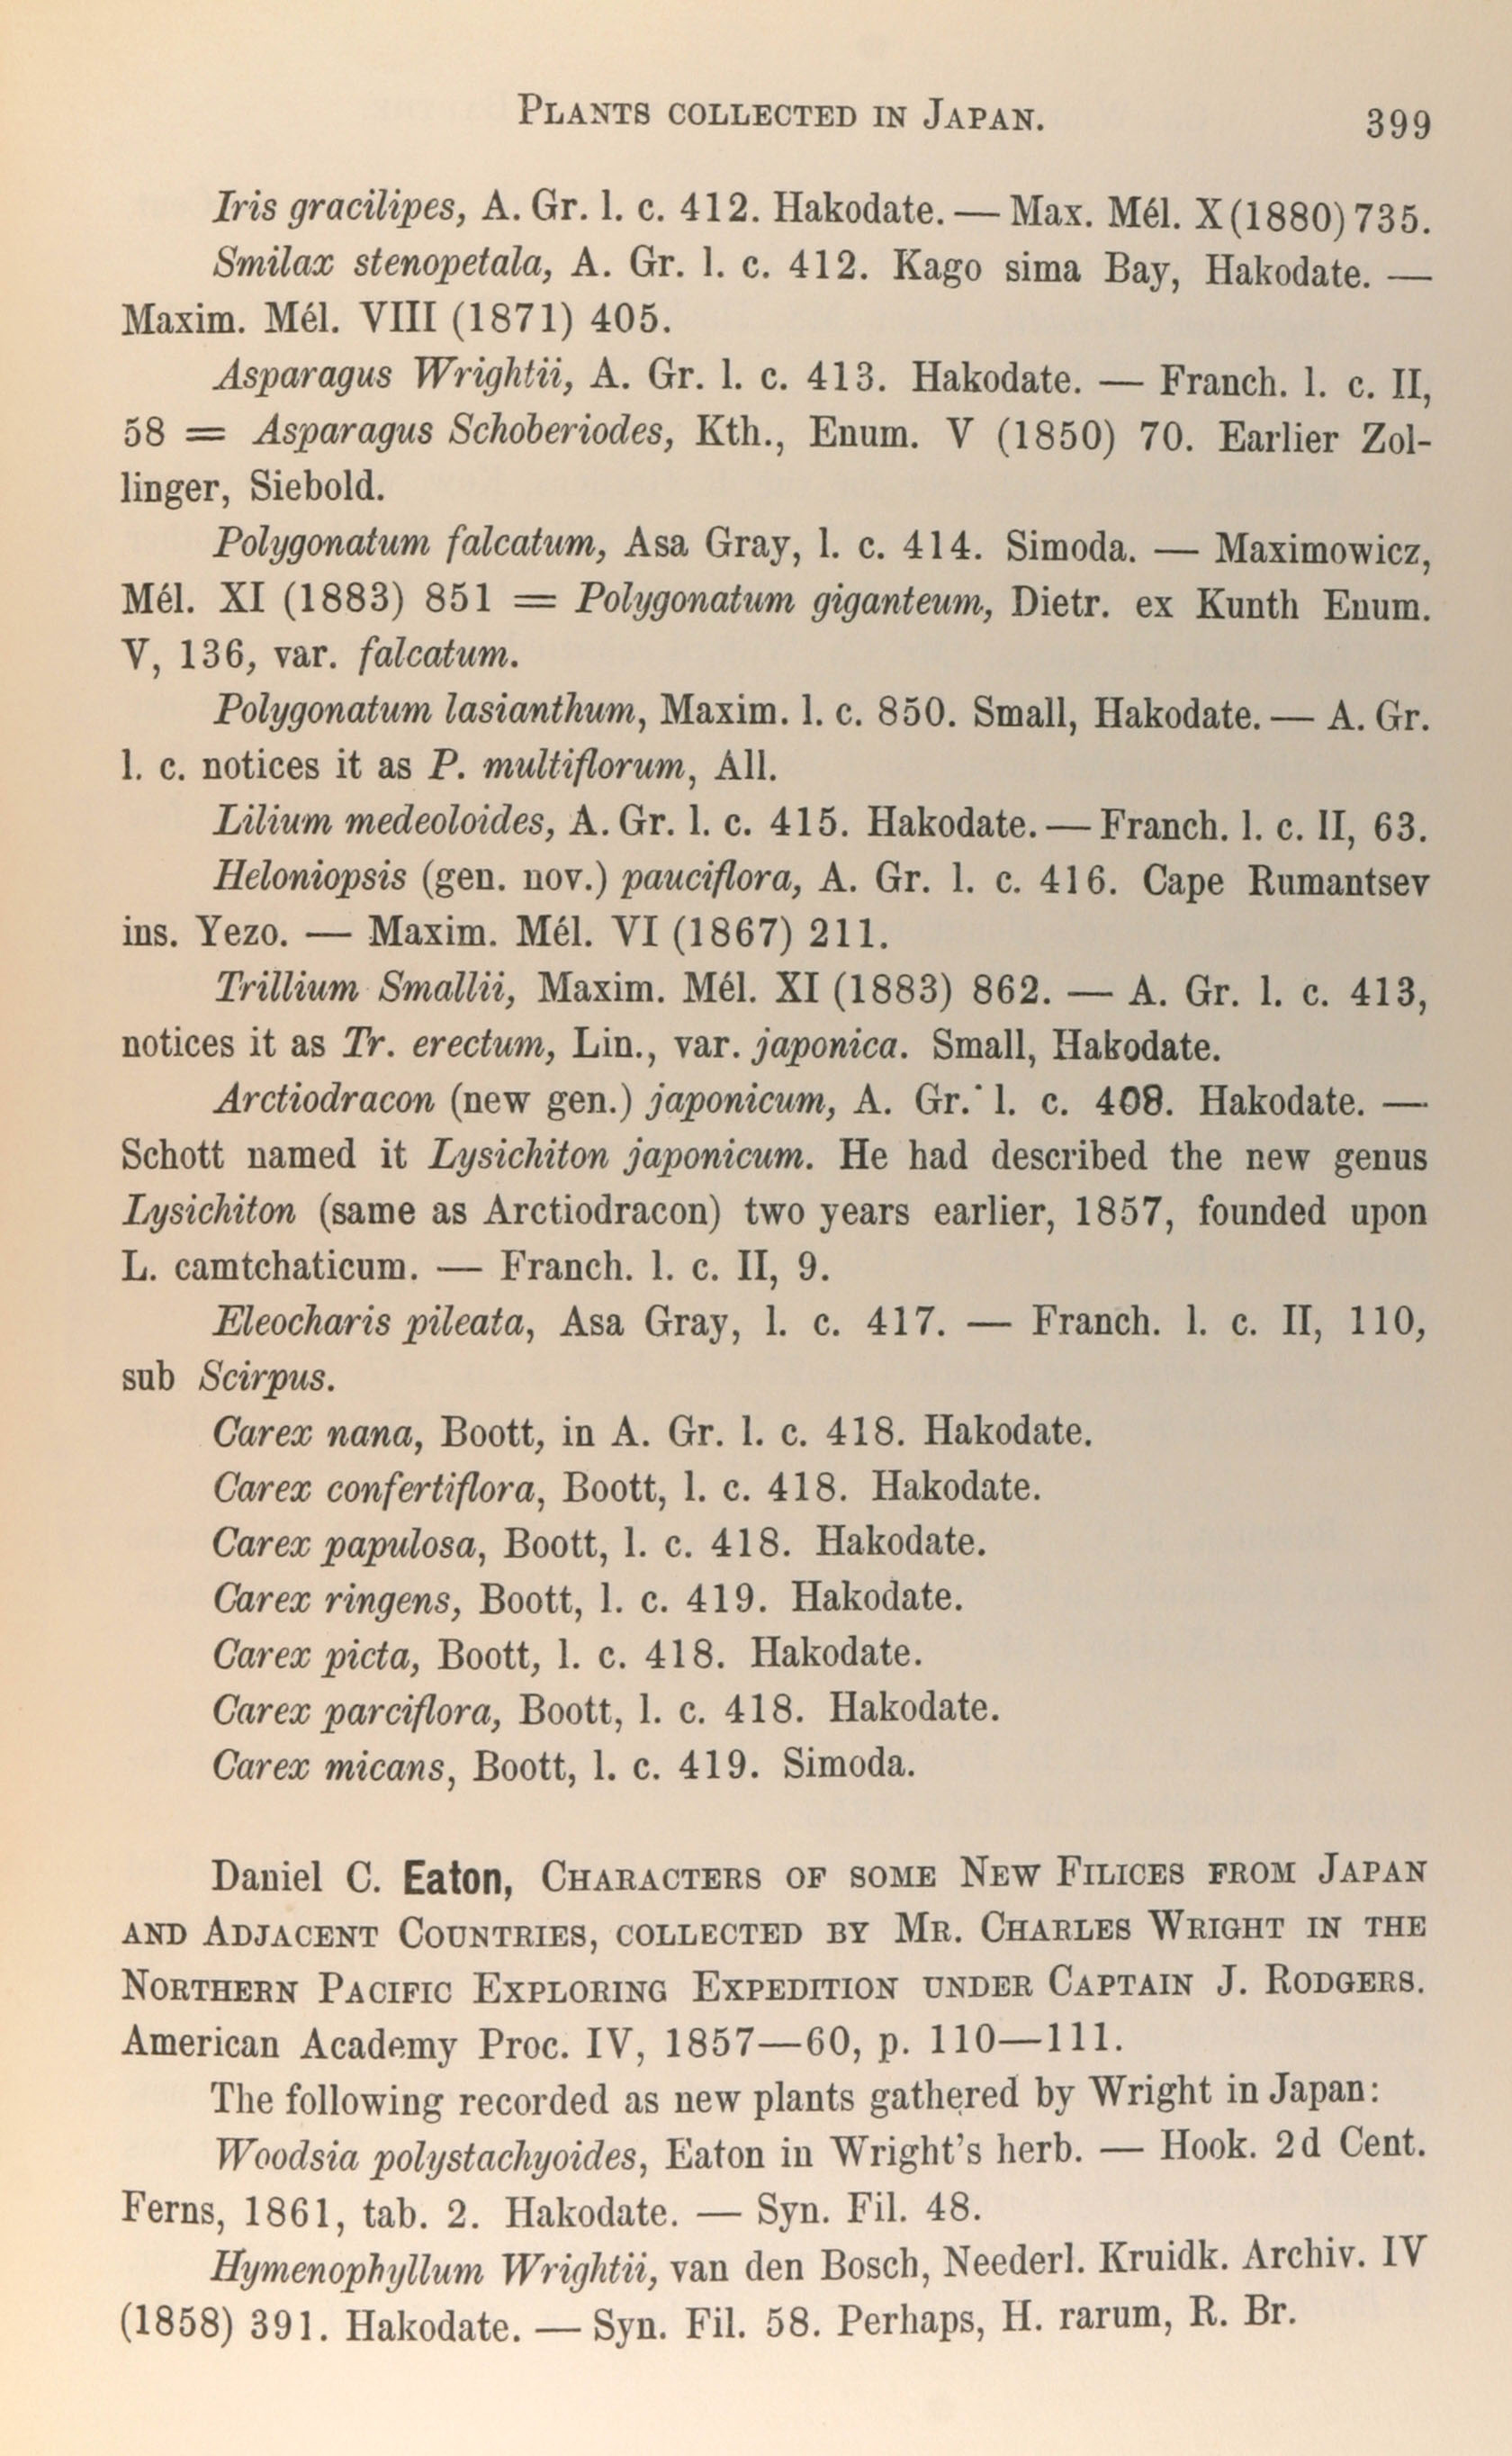 PLANTS COLLECTED IN JAPAN. 399
Iris gracilipes, A. Gr. l. c. 412. Hakodate. — Max. Mél. X (1880) 735.
Smilax stenopetala, A. Gr. l. c. 412. Kago sima Bay, Hakodate. —
Maxim. Mél. VIII (1871) 405.
Asparagus Wrightii, A. Gr. l. c. 413. Hakodate. — Franch. l. c. II,
58 = Asparagus Schoberiodes, Kth., Enum. V (1850) 70. Earlier Zol-
linger, Siebold.
Polygonatum falcatum, Asa Gray, l. c. 414. Simoda. — Maximowicz,
Mél. XI (1883) 851 = Polygonatum giganteum, Dietr. ex Kunth Enum.
V, 136, var. falcatum.
Polygonatum lasianthum, Maxim. l. c. 850. Small, Hakodate. — A. Gr.
l. c. notices it as P. multiflorum, All.
Lilium medeoloides, A. Gr. l. c. 415. Hakodate. — Franch. l. c. II, 63.
Heloniopsis (gen. nov.) pauciflora, A. Gr. l. c. 416. Cape Rumantsev
ins. Yezo. — Maxim. Mél. VI (1867) 211.
Trillium Smallii, Maxim. Mél. XI (1883) 862. — A. Gr. l. c. 413,
notices it as Tr. erectum, Lin., var. japonica. Small, Hakodate.
Arctiodracon (new gen.) japonicum, A. Gr. l. c. 408. Hakodate. —
Schott named it Lysichiton japonicum. He had described the new genus
Lysichiton (same as Arctiodracon) two years earlier, 1857, founded upon
L. camtchaticum. — Franch. l. c. II, 9.
Eleocharis pileata, Asa Gray, l. c. 417. — Franch. l. c. II, 110,
sub Scirpus.
Carex nana, Boott, in A. Gr. l. c. 418. Hakodate.
Carex confertiflora, Boott, l. c. 418. Hakodate.
Carex papulosa, Boott, l. c. 418. Hakodate.
Carex ringens, Boott, l. c. 419. Hakodate.
Carex picta, Boott, l. c. 418. Hakodate.
Carex parciflora, Boott, l. c. 418. Hakodate.
Carex micans, Boott, l. c. 419. Simoda.
Daniel C. Eaton, CHARACTERS OF SOME NEW FILICES FROM JAPAN
AND ADJACENT COUNTRIES, COLLECTED BY MR. CHARLES WRIGHT IN THE
NORTHERN PACIFIC EXPLORING EXPEDITION UNDER CAPTAIN J. RODGERS.
American Academy Proc. IV, 1857—60, p. 110—111.
The following recorded as new plants gathered by Wright in Japan:
Woodsia polystachyoides, Eaton in Wright's herb. — Hook. 2d Cent.
Ferns, 1861, tab. 2. Hakodate. — Syn. Fil. 48.
Hymenophyllum Wrightii, van den Bosch, Neederl. Kruidk. Archiv. IV
(1858) 391. Hakodate. — Syn. Fil. 58. Perhaps, H. rarum, R. Br.